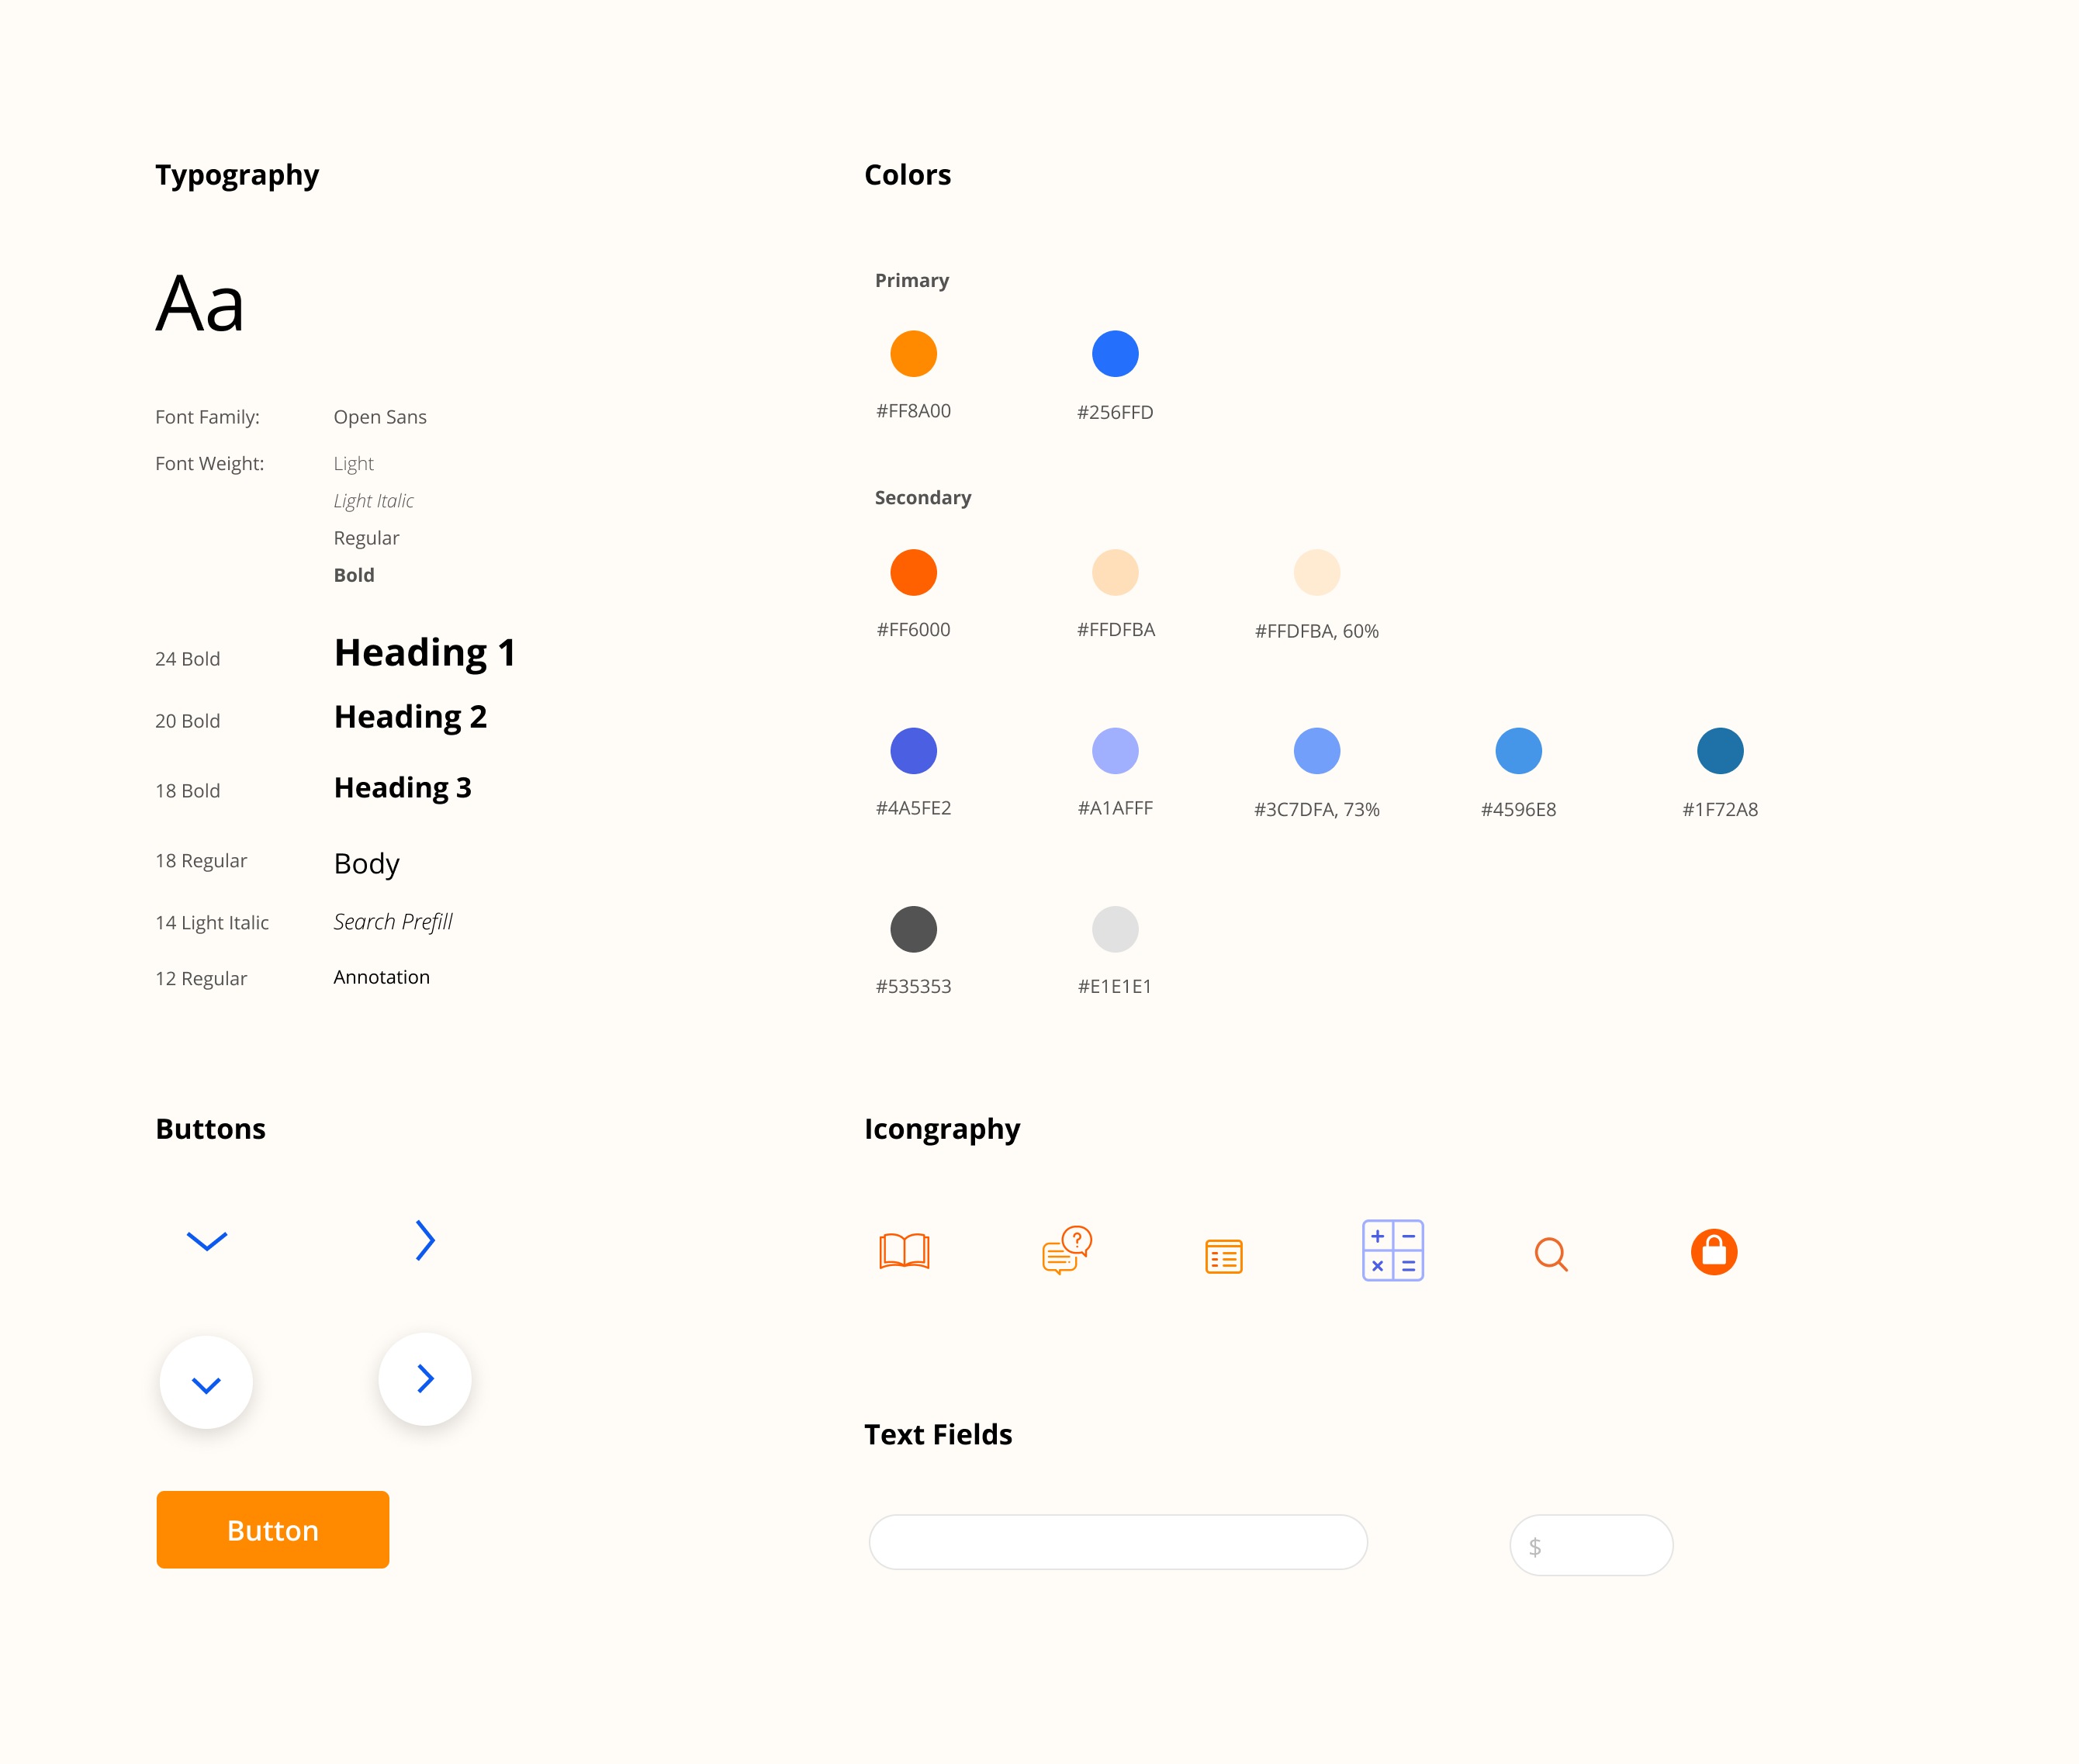 Typography
Aa
Font Family: Open Sans
Font Weight: Light
Light Italic
Regular
Bold
24 Bold Heading 1
20 Bold Heading 2
18 Bold Heading 3
18 Regular Body
14 Light Italic Search Prefill
12 Regular Annotation
Colors
Primary
#FF8A00 #256FFD
Secondary
#FF6000 #FFDFBA #FFDFBA, 60%
#4A5FE2 #A1AFFF #3C7DFA, 73% #4596E8 #1F72A8
#535353 #E1E1E1
Buttons
Button
Icongraphy
?
+ −
× =
Text Fields
$